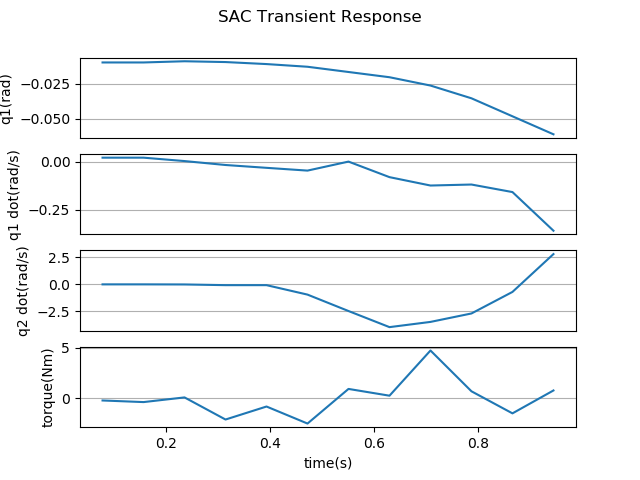 SAC Transient Response
q1(rad)
−0.025
−0.050
q1 dot(rad/s)
0.00
−0.25
q2 dot(rad/s)
2.5
0.0
−2.5
torque(Nm)
5
0
0.2 0.4 0.6 0.8
time(s)